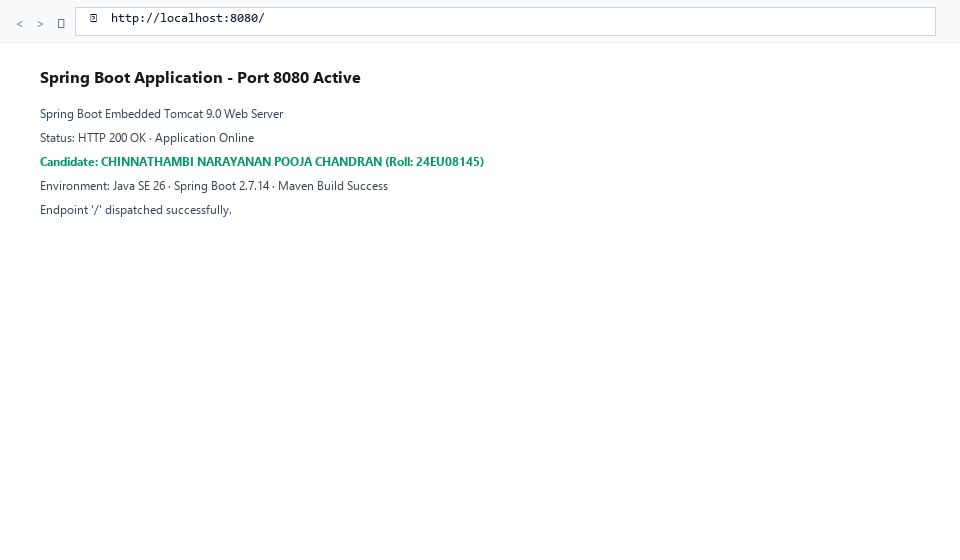 < >
http://localhost:8080/
Spring Boot Application - Port 8080 Active
Spring Boot Embedded Tomcat 9.0 Web Server
Status: HTTP 200 OK · Application Online
Candidate: CHINNATHAMBI NARAYANAN POOJA CHANDRAN (Roll: 24EU08145)
Environment: Java SE 26 · Spring Boot 2.7.14 · Maven Build Success
Endpoint '/' dispatched successfully.